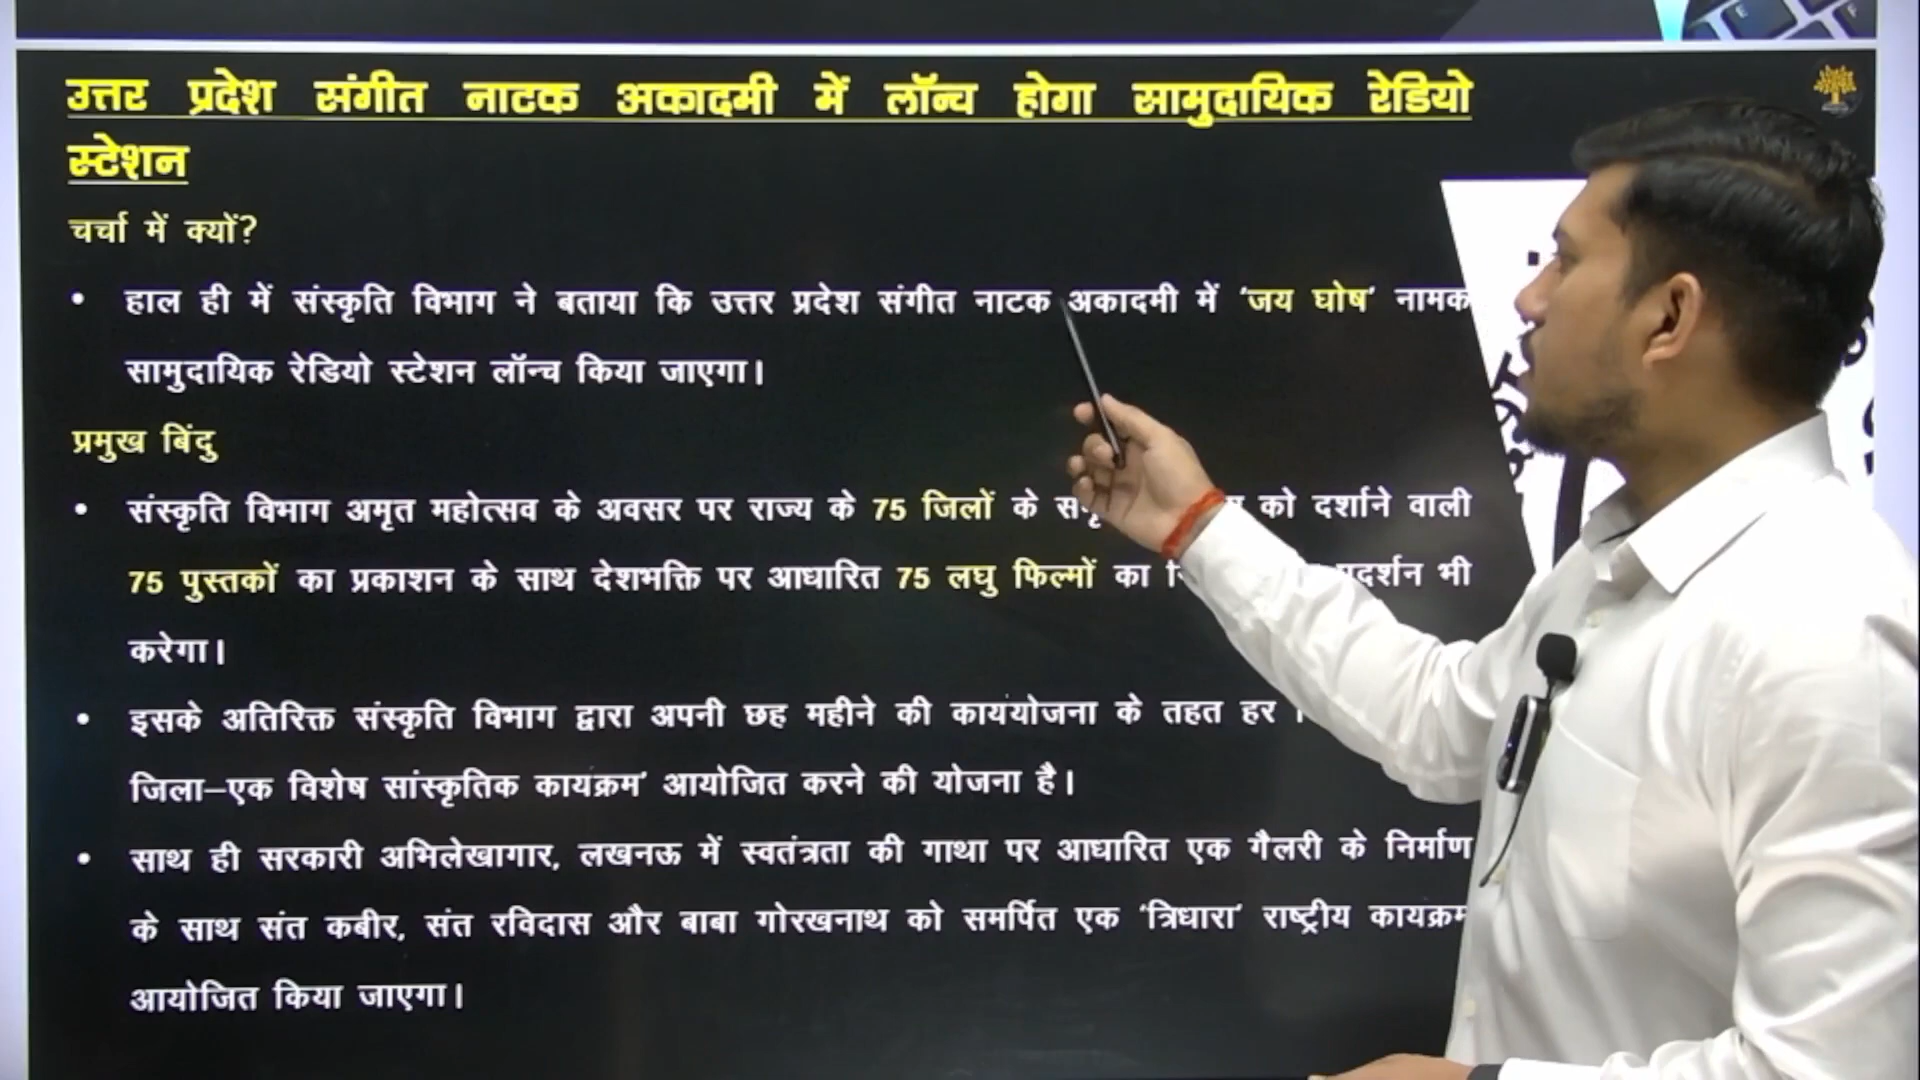 उत्तर प्रदेश संगीत नाटक अकादमी में लॉन्च होगा सामुदायिक रेडियो
स्टेशन
चर्चा में क्यों?
• हाल ही में संस्कृति विभाग ने बताया कि उत्तर प्रदेश संगीत नाटक अकादमी में 'जय घोष' नामक
सामुदायिक रेडियो स्टेशन लॉन्च किया जाएगा।
प्रमुख बिंदु
• संस्कृति विभाग अमृत महोत्सव के अवसर पर राज्य के 75 जिलों के को दर्शाने वाली
75 पुस्तकों का प्रकाशन के साथ देशभक्ति पर आधारित 75 लघु फिल्मों का प्रदर्शन भी
करेगा।
• इसके अतिरिक्त संस्कृति विभाग द्वारा अपनी छह महीने की काययोजना के तहत हर
जिला–एक विशेष सांस्कृतिक कायक्रम' आयोजित करने की योजना है।
• साथ ही सरकारी अभिलेखागार, लखनऊ में स्वतंत्रता की गाथा पर आधारित एक गैलरी के निर्माण
के साथ संत कबीर, संत रविदास और बाबा गोरखनाथ को समर्पित एक 'त्रिधारा' राष्ट्रीय कायक्रम
आयोजित किया जाएगा।